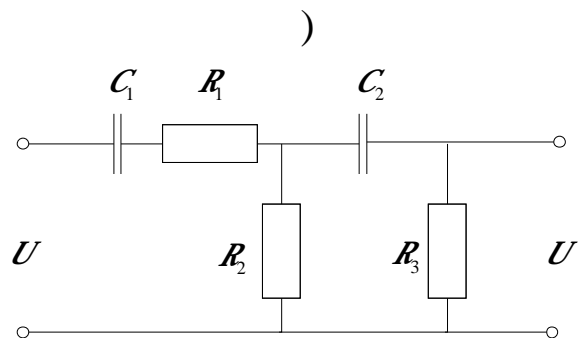 )
C₁ R₁ C₂
U R₂ R₃ U